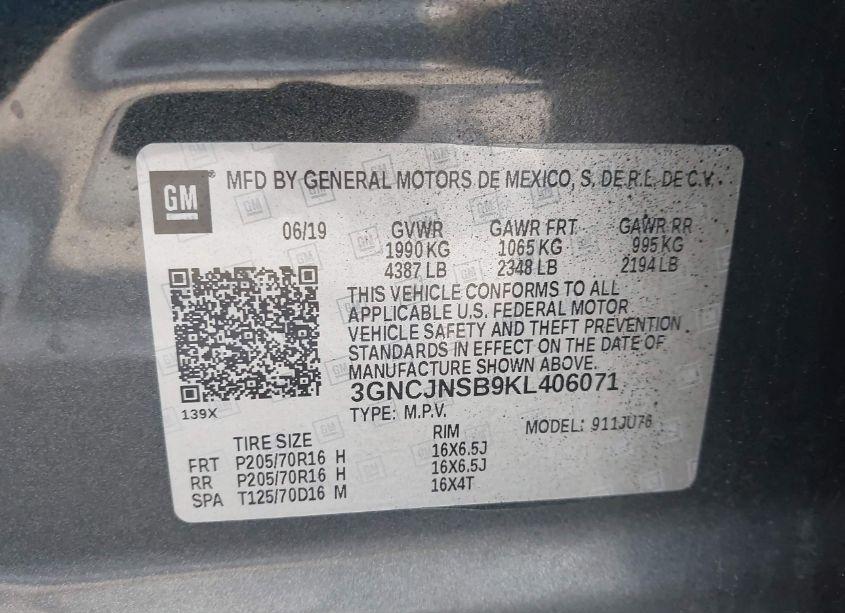 GM ® MFD BY GENERAL MOTORS DE MEXICO, S. DE R.L. DE C.V.
06/19 GVWR GAWR FRT GAWR RR
1990 KG 1065 KG 995 KG
4387 LB 2348 LB 2194 LB
THIS VEHICLE CONFORMS TO ALL
APPLICABLE U.S. FEDERAL MOTOR
VEHICLE SAFETY AND THEFT PREVENTION
STANDARDS IN EFFECT ON THE DATE OF
MANUFACTURE SHOWN ABOVE.
3GNCJNSB9KL406071
139X
TYPE: M.P.V. MODEL: 911JU76
TIRE SIZE RIM
FRT P205/70R16 H 16X6.5J
RR P205/70R16 H 16X6.5J
SPA T125/70D16 M 16X4T